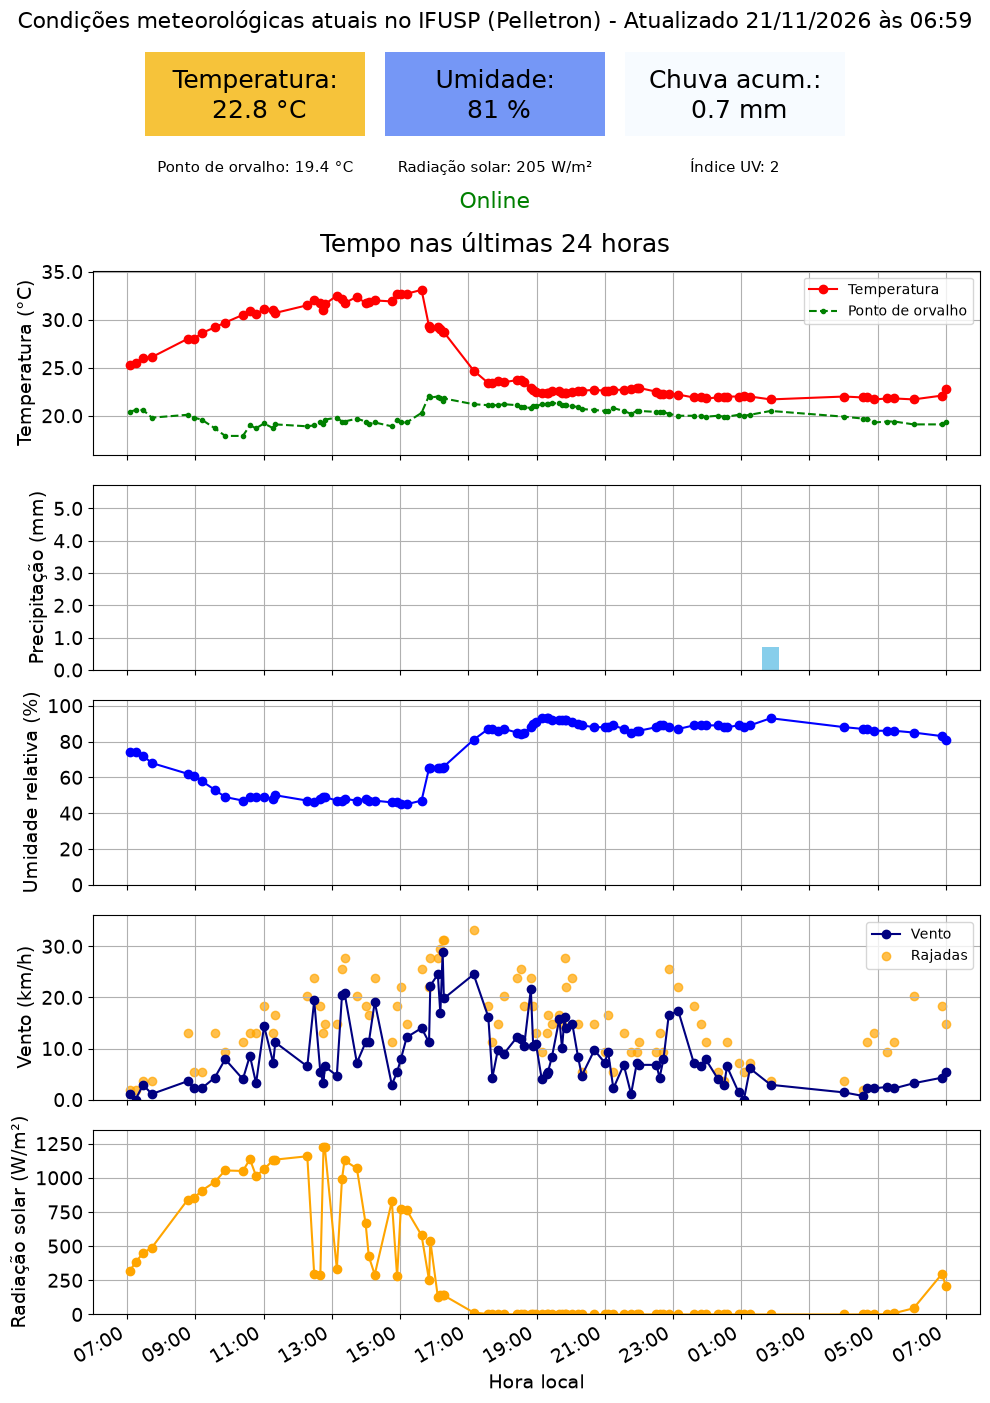 Condições meteorológicas atuais no IFUSP (Pelletron) - Atualizado 21/11/2026 às 06:59
Temperatura:
22.8 °C
Umidade:
81 %
Chuva acum.:
0.7 mm
Ponto de orvalho: 19.4 °C
Radiação solar: 205 W/m²
Índice UV: 2
Online
Tempo nas últimas 24 horas
Temperatura (°C)
35.0
30.0
25.0
20.0
Temperatura
Ponto de orvalho
Precipitação (mm)
5.0
4.0
3.0
2.0
1.0
0.0
Umidade relativa (%)
100
80
60
40
20
0
Vento (km/h)
30.0
20.0
10.0
0.0
Vento
Rajadas
Radiação solar (W/m²)
1250
1000
750
500
250
0
07:00
09:00
11:00
13:00
15:00
17:00
19:00
21:00
23:00
01:00
03:00
05:00
07:00
Hora local